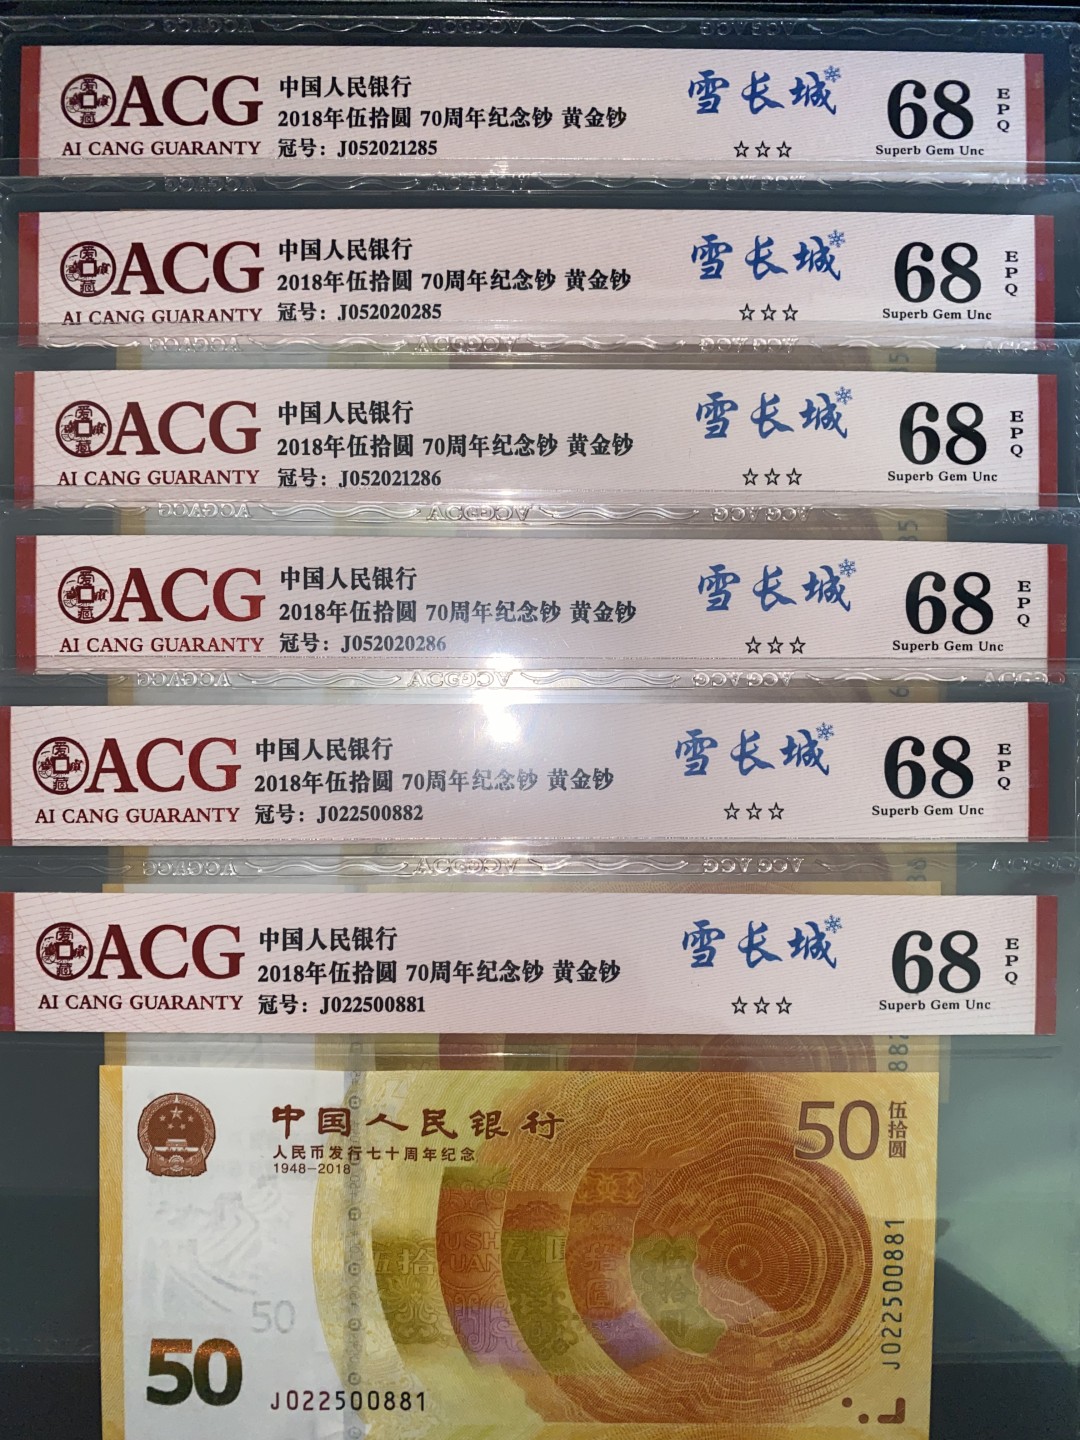 ACG
AI CANG GUARANTY
中国人民银行
2018年伍拾圆 70周年纪念钞 黄金钞
冠号：J052021285
雪长城
☆☆☆
68
EPQ
Superb Gem Unc
ACG
AI CANG GUARANTY
中国人民银行
2018年伍拾圆 70周年纪念钞 黄金钞
冠号：J052020285
雪长城
☆☆☆
68
EPQ
Superb Gem Unc
ACG
AI CANG GUARANTY
中国人民银行
2018年伍拾圆 70周年纪念钞 黄金钞
冠号：J052021286
雪长城
☆☆☆
68
EPQ
Superb Gem Unc
ACG
AI CANG GUARANTY
中国人民银行
2018年伍拾圆 70周年纪念钞 黄金钞
冠号：J052020286
雪长城
☆☆☆
68
EPQ
Superb Gem Unc
ACG
AI CANG GUARANTY
中国人民银行
2018年伍拾圆 70周年纪念钞 黄金钞
冠号：J022500882
雪长城
☆☆☆
68
EPQ
Superb Gem Unc
ACG
AI CANG GUARANTY
中国人民银行
2018年伍拾圆 70周年纪念钞 黄金钞
冠号：J022500881
雪长城
☆☆☆
68
EPQ
Superb Gem Unc
中国人民银行
人民币发行七十周年纪念
1948-2018
50
伍拾圆
J022500881
50
50
J022500881